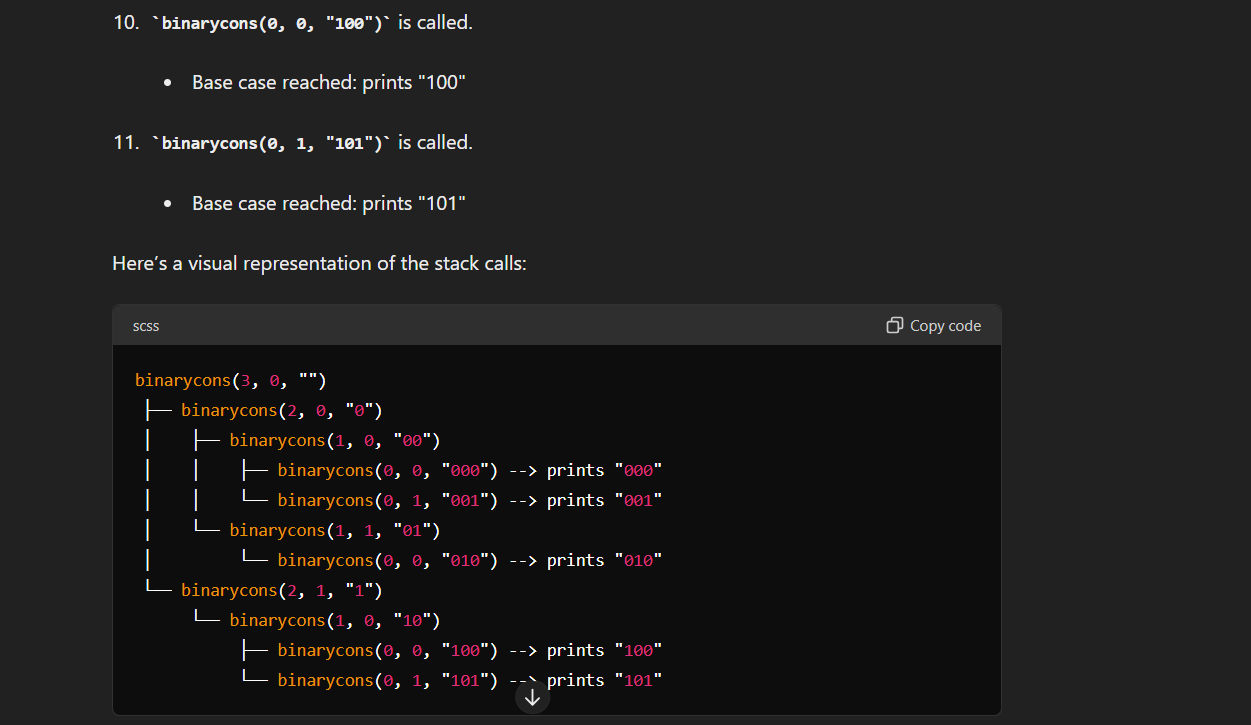 10. `binarycons(0, 0, "100")` is called.
• Base case reached: prints "100"
11. `binarycons(0, 1, "101")` is called.
• Base case reached: prints "101"
Here's a visual representation of the stack calls:
scss Copy code
binarycons(3, 0, "")
├── binarycons(2, 0, "0")
│   ├── binarycons(1, 0, "00")
│   │   ├── binarycons(0, 0, "000") --> prints "000"
│   │   └── binarycons(0, 1, "001") --> prints "001"
│   └── binarycons(1, 1, "01")
│       └── binarycons(0, 0, "010") --> prints "010"
└── binarycons(2, 1, "1")
    └── binarycons(1, 0, "10")
        ├── binarycons(0, 0, "100") --> prints "100"
        └── binarycons(0, 1, "101") --> prints "101"